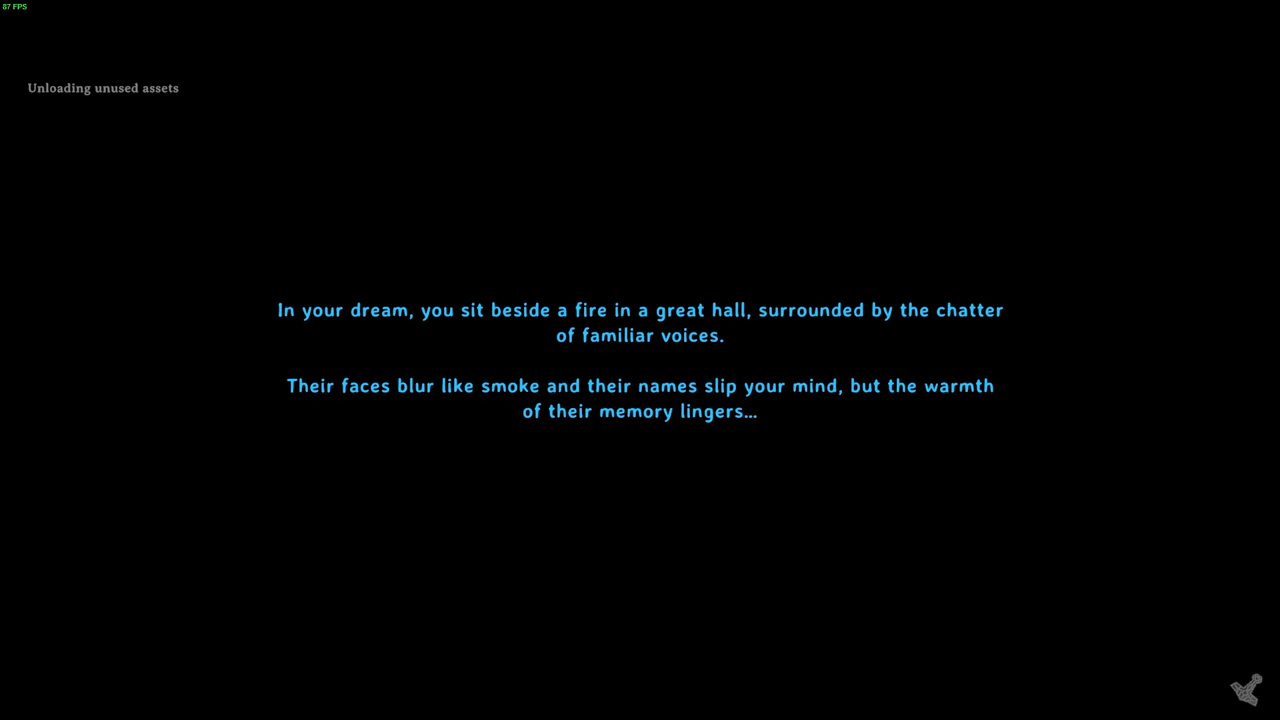 87 FPS
Unloading unused assets
In your dream, you sit beside a fire in a great hall, surrounded by the chatter
of familiar voices.
Their faces blur like smoke and their names slip your mind, but the warmth
of their memory lingers...